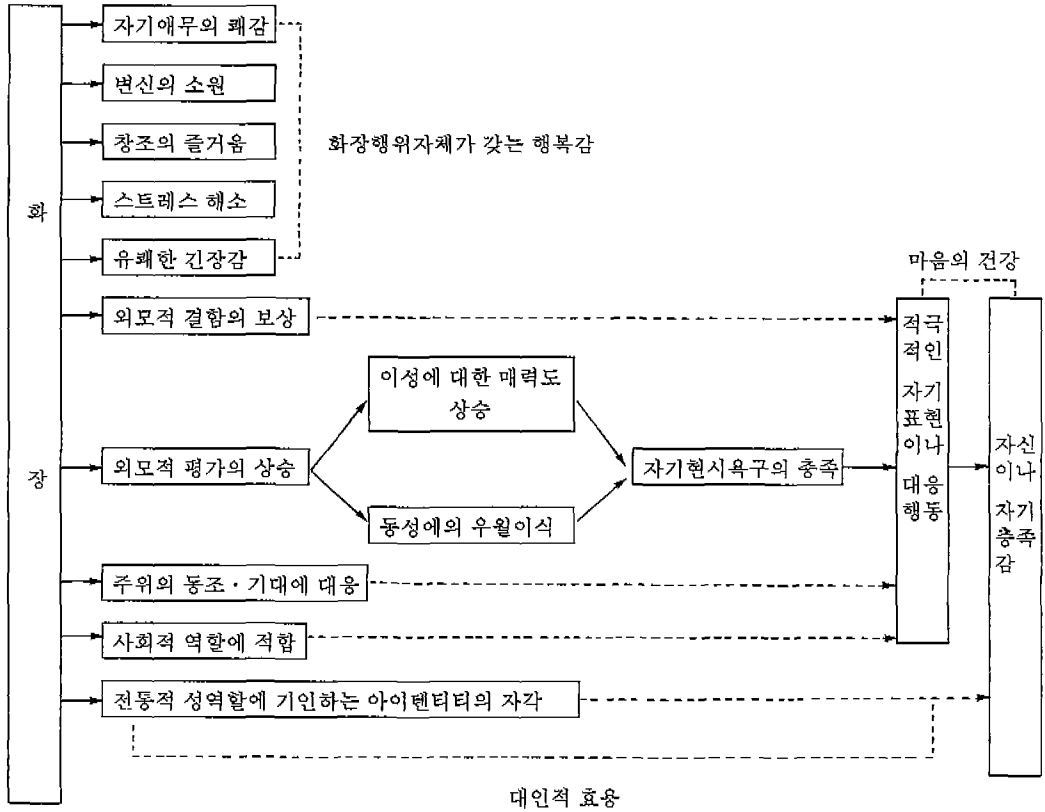 화
장
자기애무의 쾌감
변신의 소원
창조의 즐거움
스트레스 해소
유쾌한 긴장감
화장행위자체가 갖는 행복감
외모적 결함의 보상
외모적 평가의 상승
이성에 대한 매력도
상승
동성에의 우월이식
자기현시욕구의 충족
주위의 동조 · 기대에 대응
사회적 역할에 적합
전통적 성역할에 기인하는 아이텐티티의 자각
대인적 효용
마음의 건강
적극
적인
자기
표현
이나
대응
행동
자신
이나
자기
충족
감